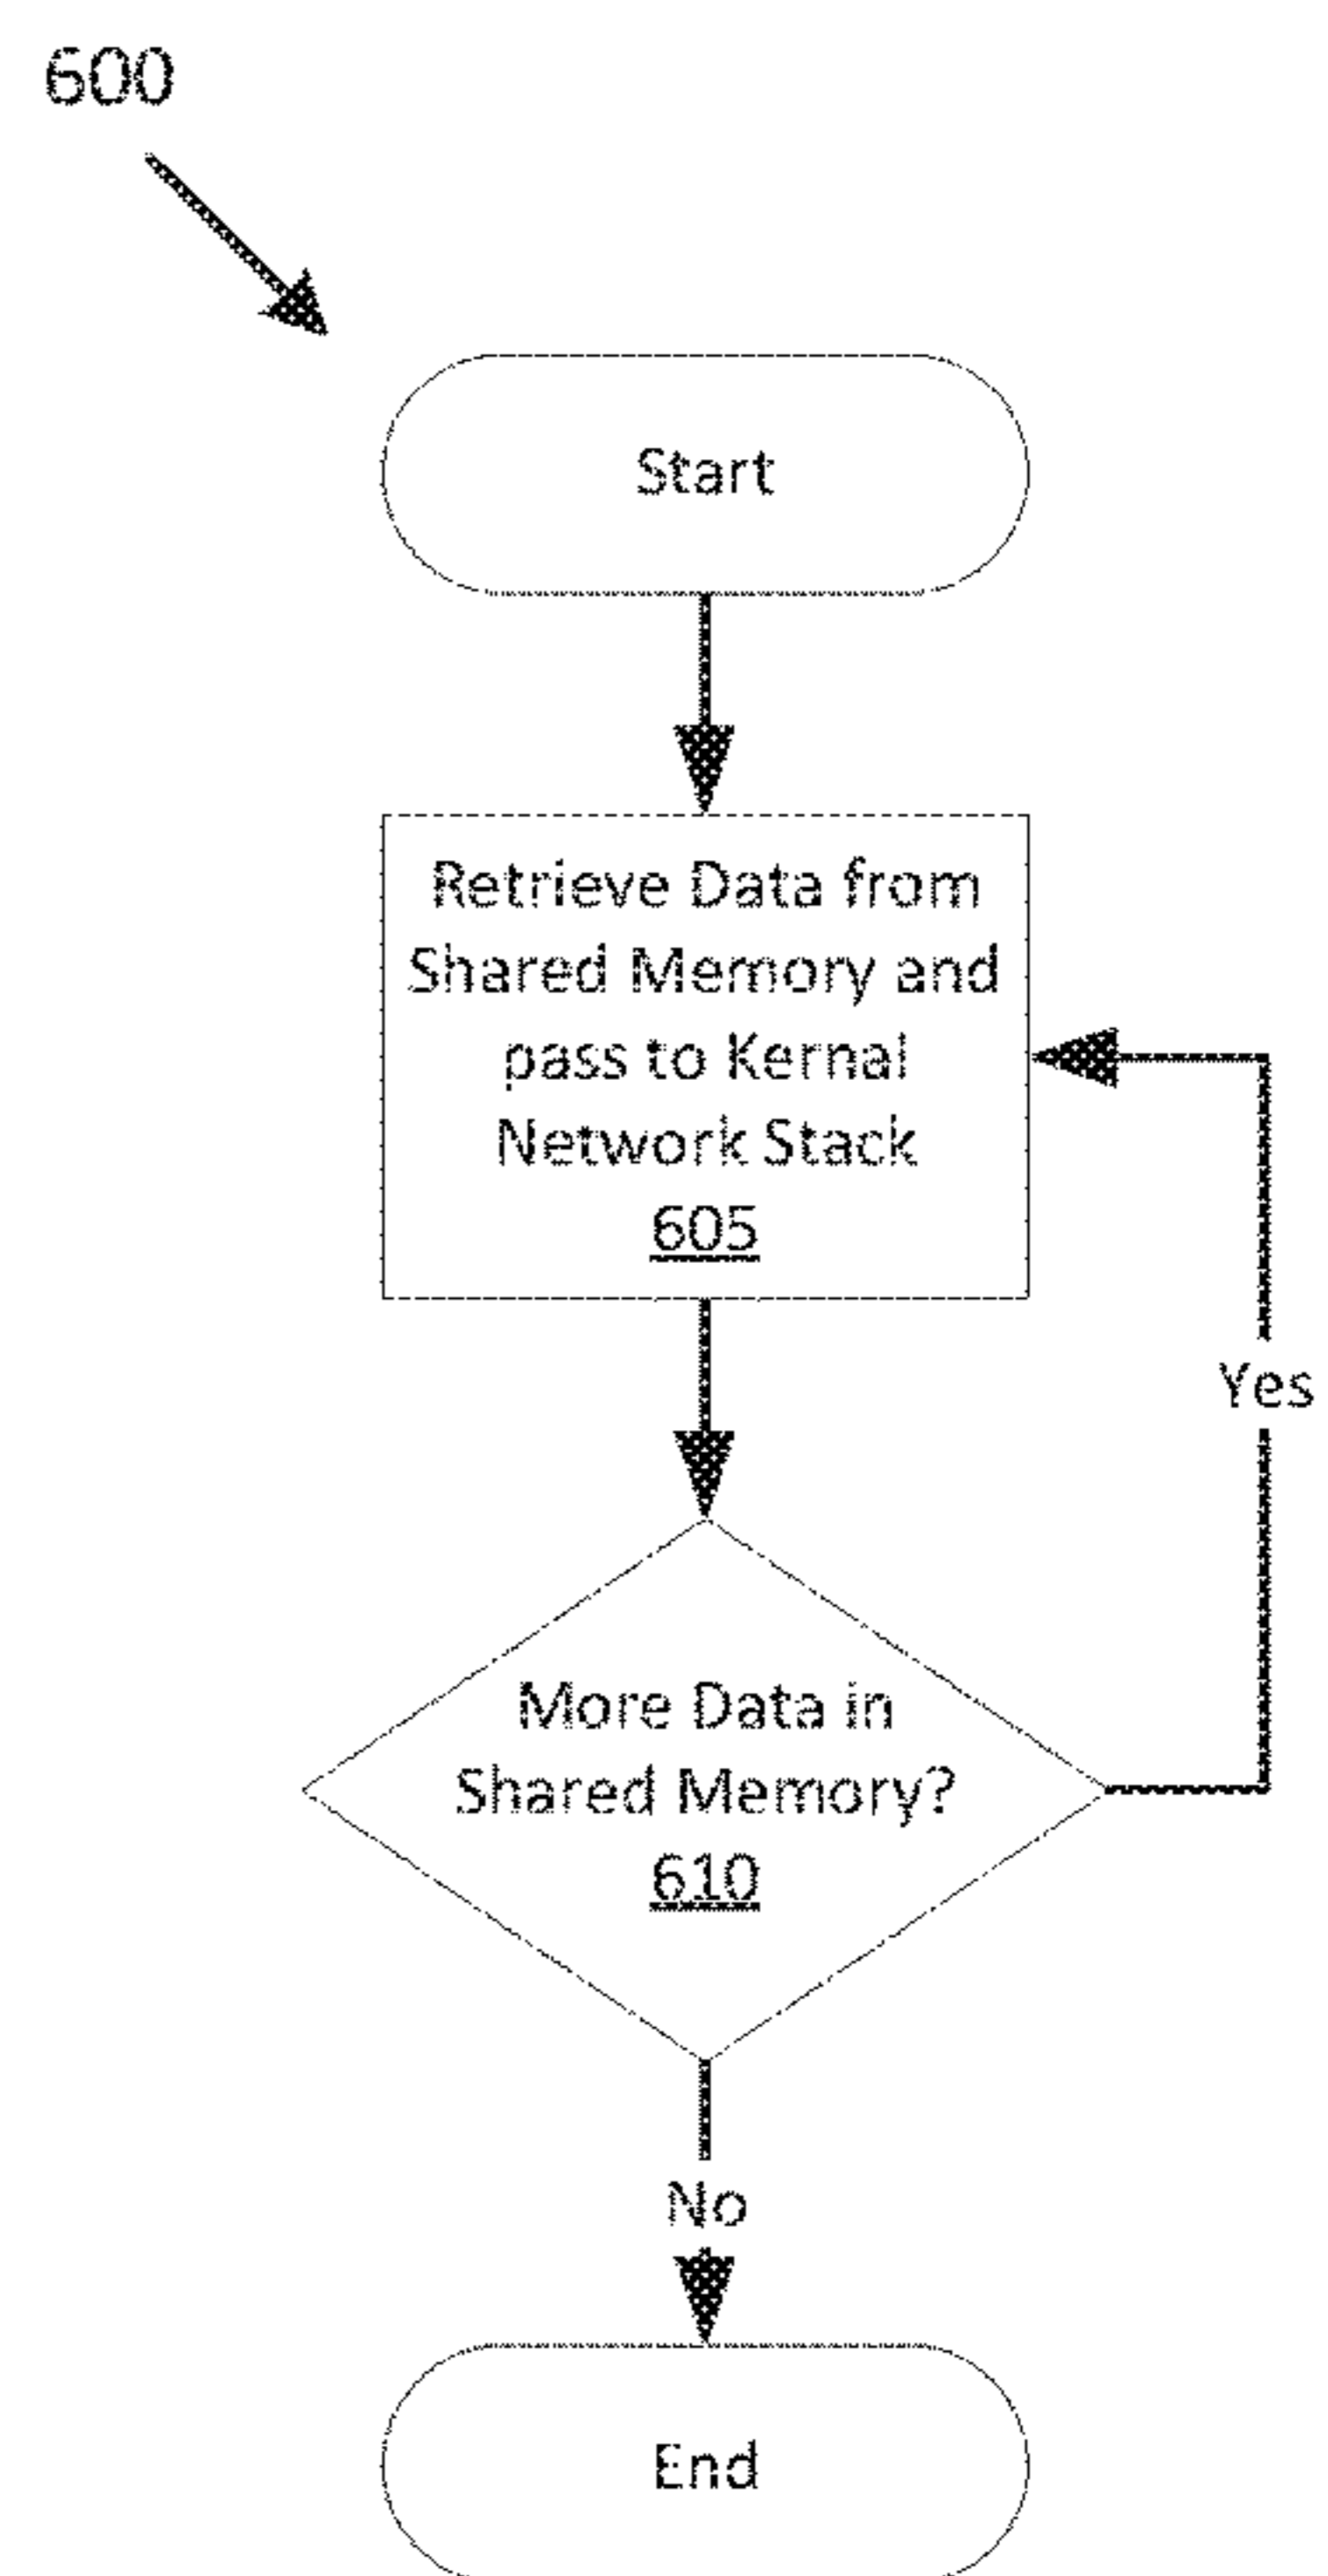 600
Start
Retrieve Data from
Shared Memory and
pass to Kernal
Network Stack
605
Yes
More Data in
Shared Memory?
610
No
End